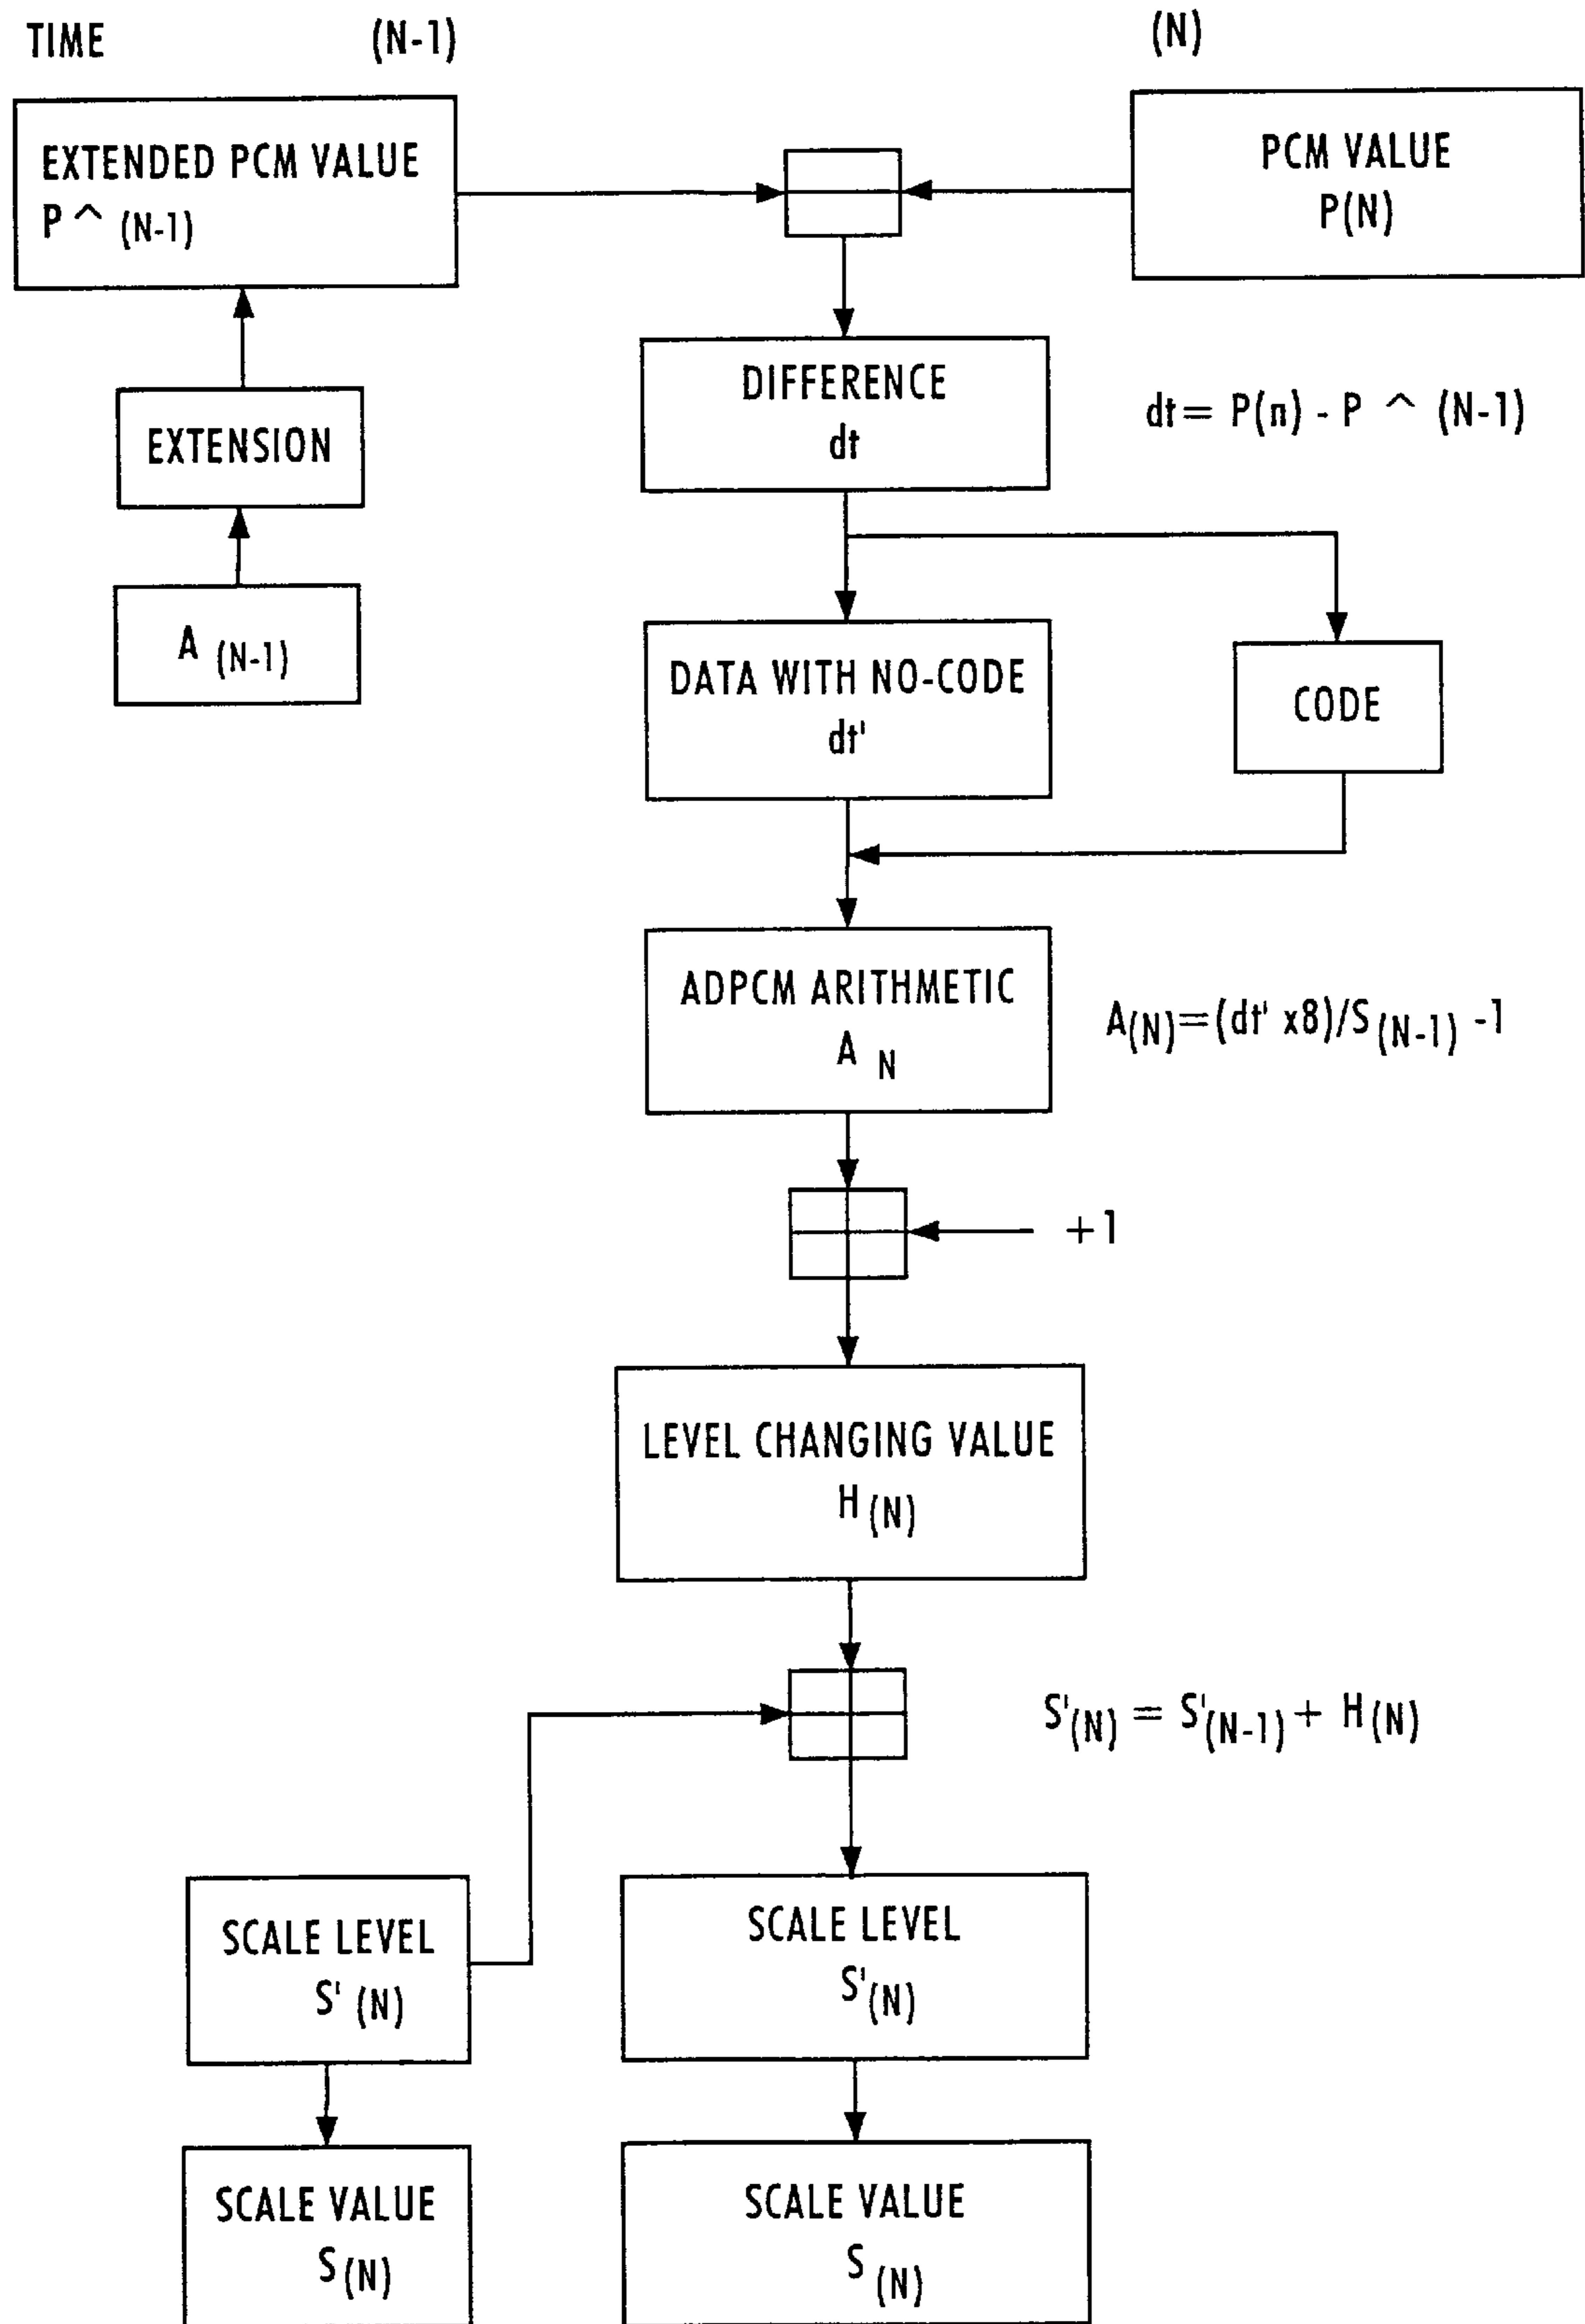 TIME (N-1) (N)
EXTENDED PCM VALUE
P ^ (N-1)
PCM VALUE
P(N)
EXTENSION
A (N-1)
DIFFERENCE
dt
dt = P(n) - P ^ (N-1)
DATA WITH NO-CODE
dt'
CODE
ADPCM ARITHMETIC
A N
A(N)=(dt' x8)/S(N-1) -1
+1
LEVEL CHANGING VALUE
H(N)
S'(N) = S'(N-1) + H(N)
SCALE LEVEL
S' (N)
SCALE LEVEL
S'(N)
SCALE VALUE
S(N)
SCALE VALUE
S (N)